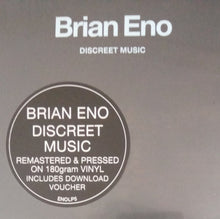 Brian Eno
DISCREET MUSIC
BRIAN ENO
DISCREET
MUSIC
REMASTERED & PRESSED
ON 180gram VINYL
INCLUDES DOWNLOAD
VOUCHER
ENOLP5